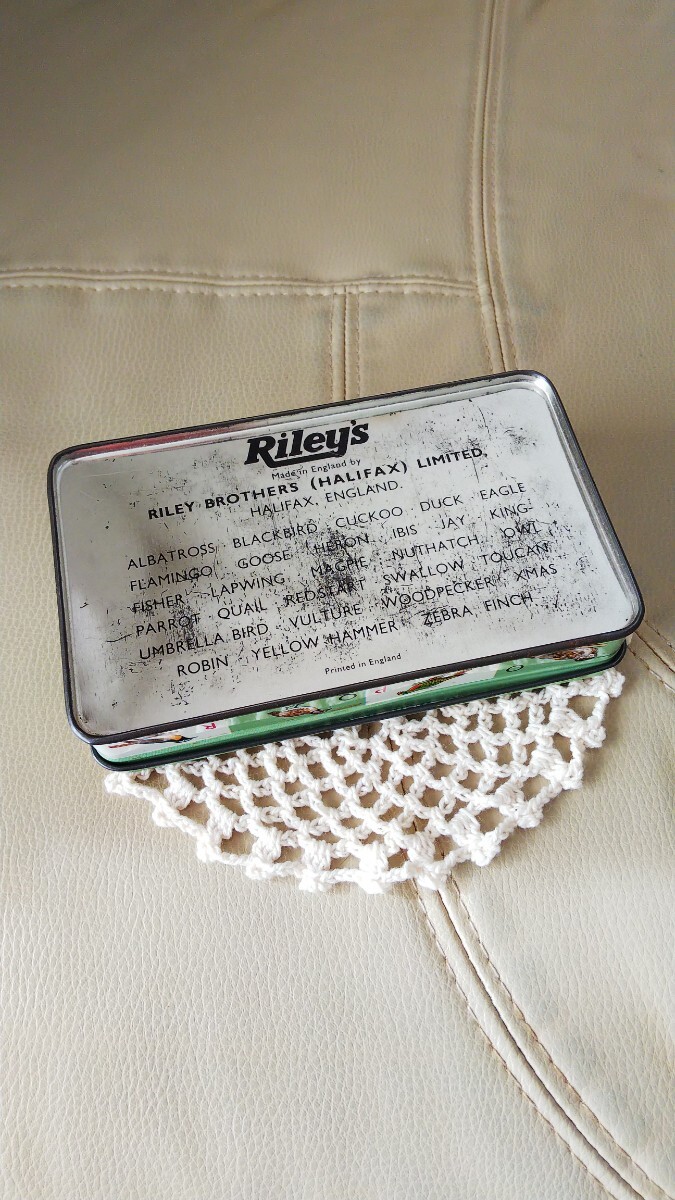 Riley's
Made in England by
RILEY BROTHERS (HALIFAX) LIMITED,
HALIFAX, ENGLAND.
ALBATROSS BLACKBIRD CUCKOO DUCK EAGLE
FLAMINGO GOOSE HERON IBIS JAY KING-
FISHER LAPWING MAGPIE NUTHATCH OWL
PARROT QUAIL REDSTART SWALLOW TOUCAN
UMBRELLA BIRD VULTURE WOODPECKER XMAS
ROBIN YELLOW HAMMER ZEBRA FINCH
Printed in England
R